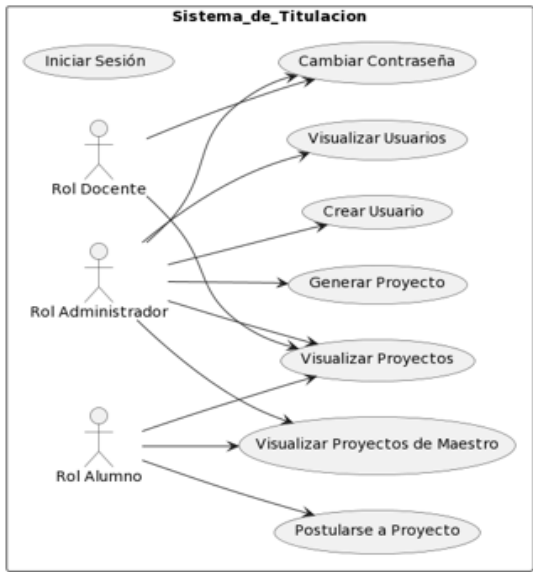 Sistema_de_Titulacion
Iniciar Sesión
Cambiar Contraseña
Visualizar Usuarios
Rol Docente
Crear Usuario
Generar Proyecto
Rol Administrador
Visualizar Proyectos
Visualizar Proyectos de Maestro
Rol Alumno
Postularse a Proyecto